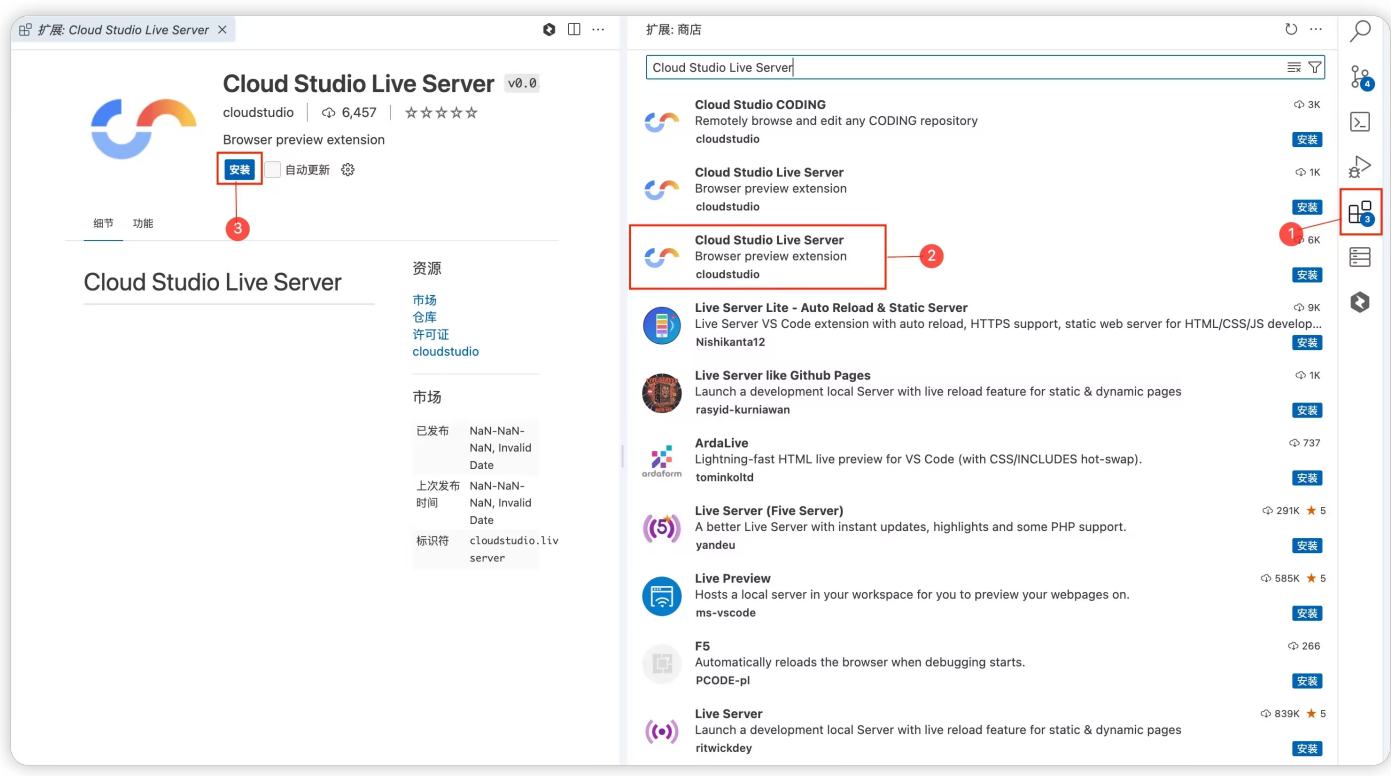 扩展: Cloud Studio Live Server
Cloud Studio Live Server v0.0
cloudstudio 6,457
Browser preview extension
安装 自动更新
3
细节 功能
Cloud Studio Live Server
资源
市场
仓库
许可证
cloudstudio
市场
已发布 NaN-NaN-
NaN, Invalid
Date
上次发布 NaN-NaN-
时间 NaN, Invalid
Date
标识符 cloudstudio.liv
server
扩展: 商店
Cloud Studio Live Server
Cloud Studio CODING 3K
Remotely browse and edit any CODING repository
cloudstudio 安装
Cloud Studio Live Server 1K
Browser preview extension
cloudstudio 安装
Cloud Studio Live Server 6K
Browser preview extension
cloudstudio 安装
2
Live Server Lite - Auto Reload & Static Server 9K
Live Server VS Code extension with auto reload, HTTPS support, static web server for HTML/CSS/JS develop...
Nishikanta12 安装
Live Server like Github Pages 1K
Launch a development local Server with live reload feature for static & dynamic pages
rasyid-kurniawan 安装
ardaform
ArdaLive 737
Lightning-fast HTML live preview for VS Code (with CSS/INCLUDES hot-swap).
tominkoltd 安装
(5)
Live Server (Five Server) 291K ★ 5
A better Live Server with instant updates, highlights and some PHP support.
yandeu 安装
Live Preview 585K ★ 5
Hosts a local server in your workspace for you to preview your webpages on.
ms-vscode 安装
F5 266
Automatically reloads the browser when debugging starts.
PCODE-pl 安装
Live Server 839K ★ 5
Launch a development local Server with live reload feature for static & dynamic pages
ritwickdey 安装
4
3
1